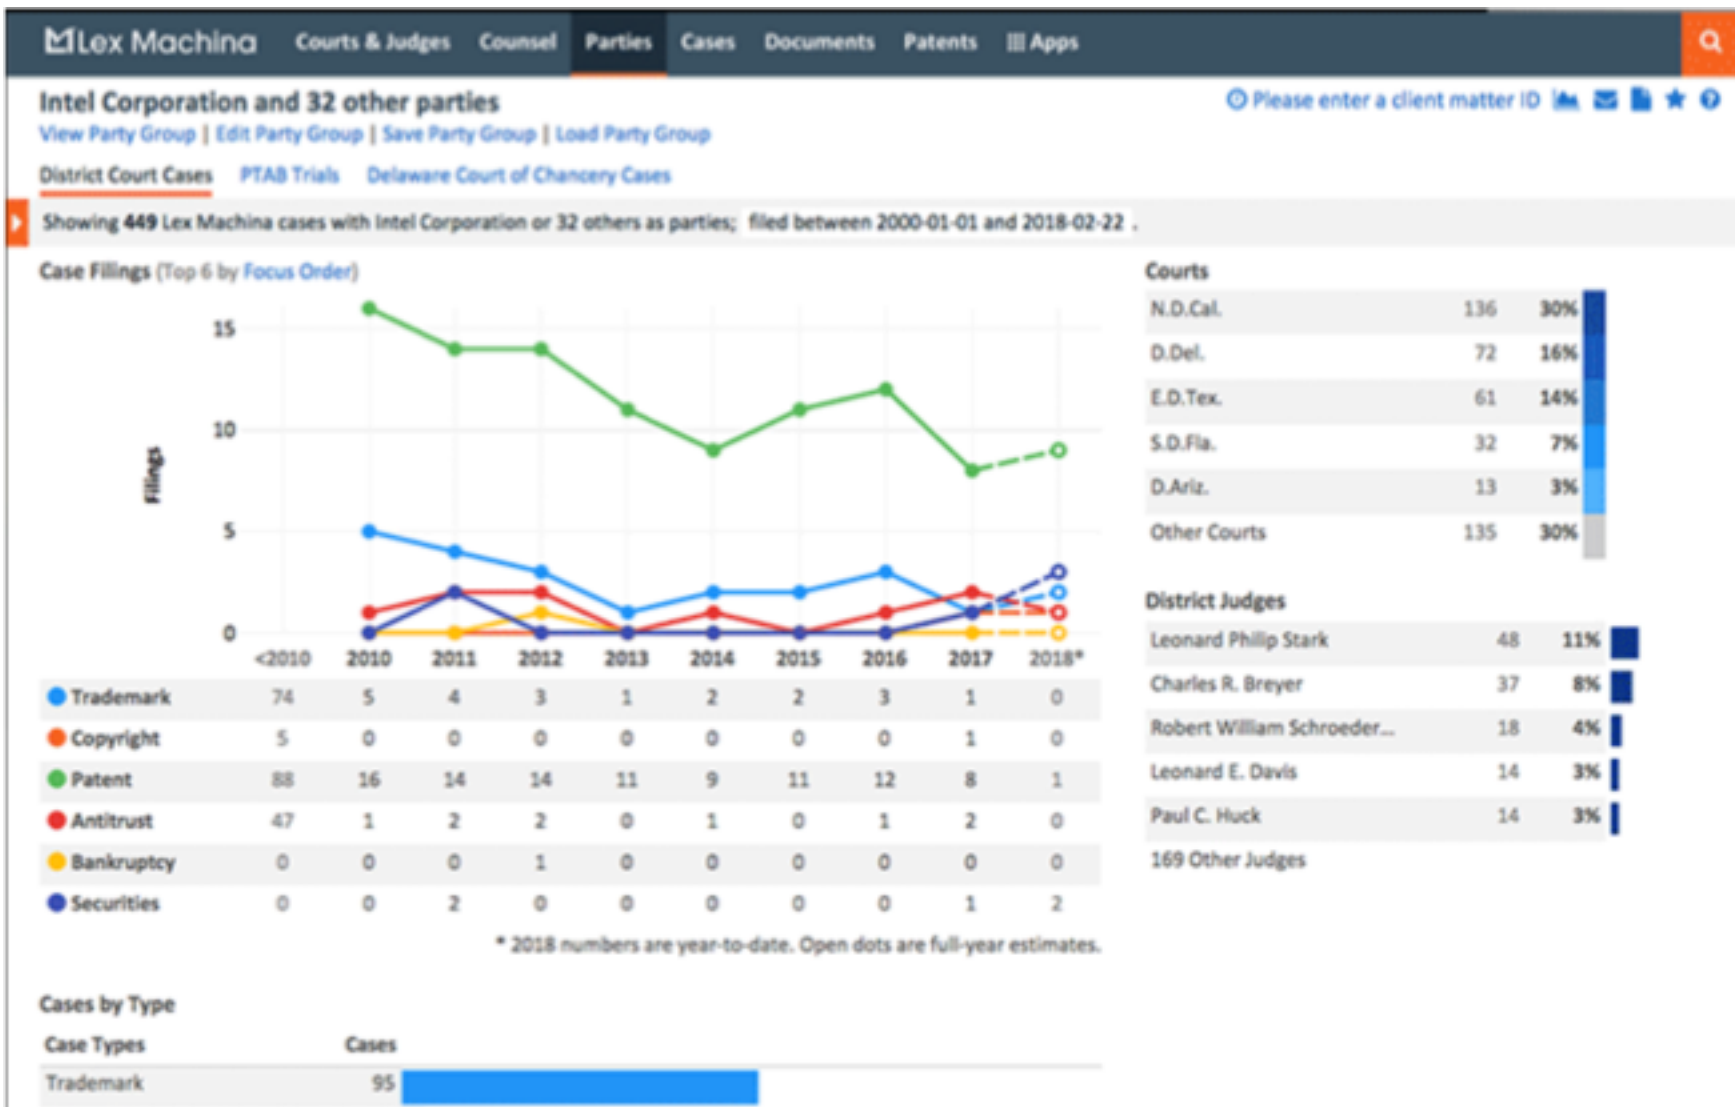 Lex Machina Courts & Judges Counsel Parties Cases Documents Patents Apps
Intel Corporation and 32 other parties
Please enter a client matter ID
View Party Group | Edit Party Group | Save Party Group | Load Party Group
District Court Cases PTAB Trials Delaware Court of Chancery Cases
Showing 449 Lex Machina cases with Intel Corporation or 32 others as parties; filed between 2000-01-01 and 2018-02-22 .
Case Filings (Top 6 by Focus Order)
15
10
5
0
Filings
<2010 2010 2011 2012 2013 2014 2015 2016 2017 2018*
Trademark 74 5 4 3 1 2 2 3 1 0
Copyright 5 0 0 0 0 0 0 0 1 0
Patent 88 16 14 14 11 9 11 12 8 1
Antitrust 47 1 2 2 0 1 0 1 2 0
Bankruptcy 0 0 0 1 0 0 0 0 0 0
Securities 0 0 2 0 0 0 0 0 1 2
* 2018 numbers are year-to-date. Open dots are full-year estimates.
Courts
N.D.Cal. 136 30%
D.Del. 72 16%
E.D.Tex. 61 14%
S.D.Fla. 32 7%
D.Ariz. 13 3%
Other Courts 135 30%
District Judges
Leonard Philip Stark 48 11%
Charles R. Breyer 37 8%
Robert William Schroeder... 18 4%
Leonard E. Davis 14 3%
Paul C. Huck 14 3%
169 Other Judges
Cases by Type
Case Types Cases
Trademark 95